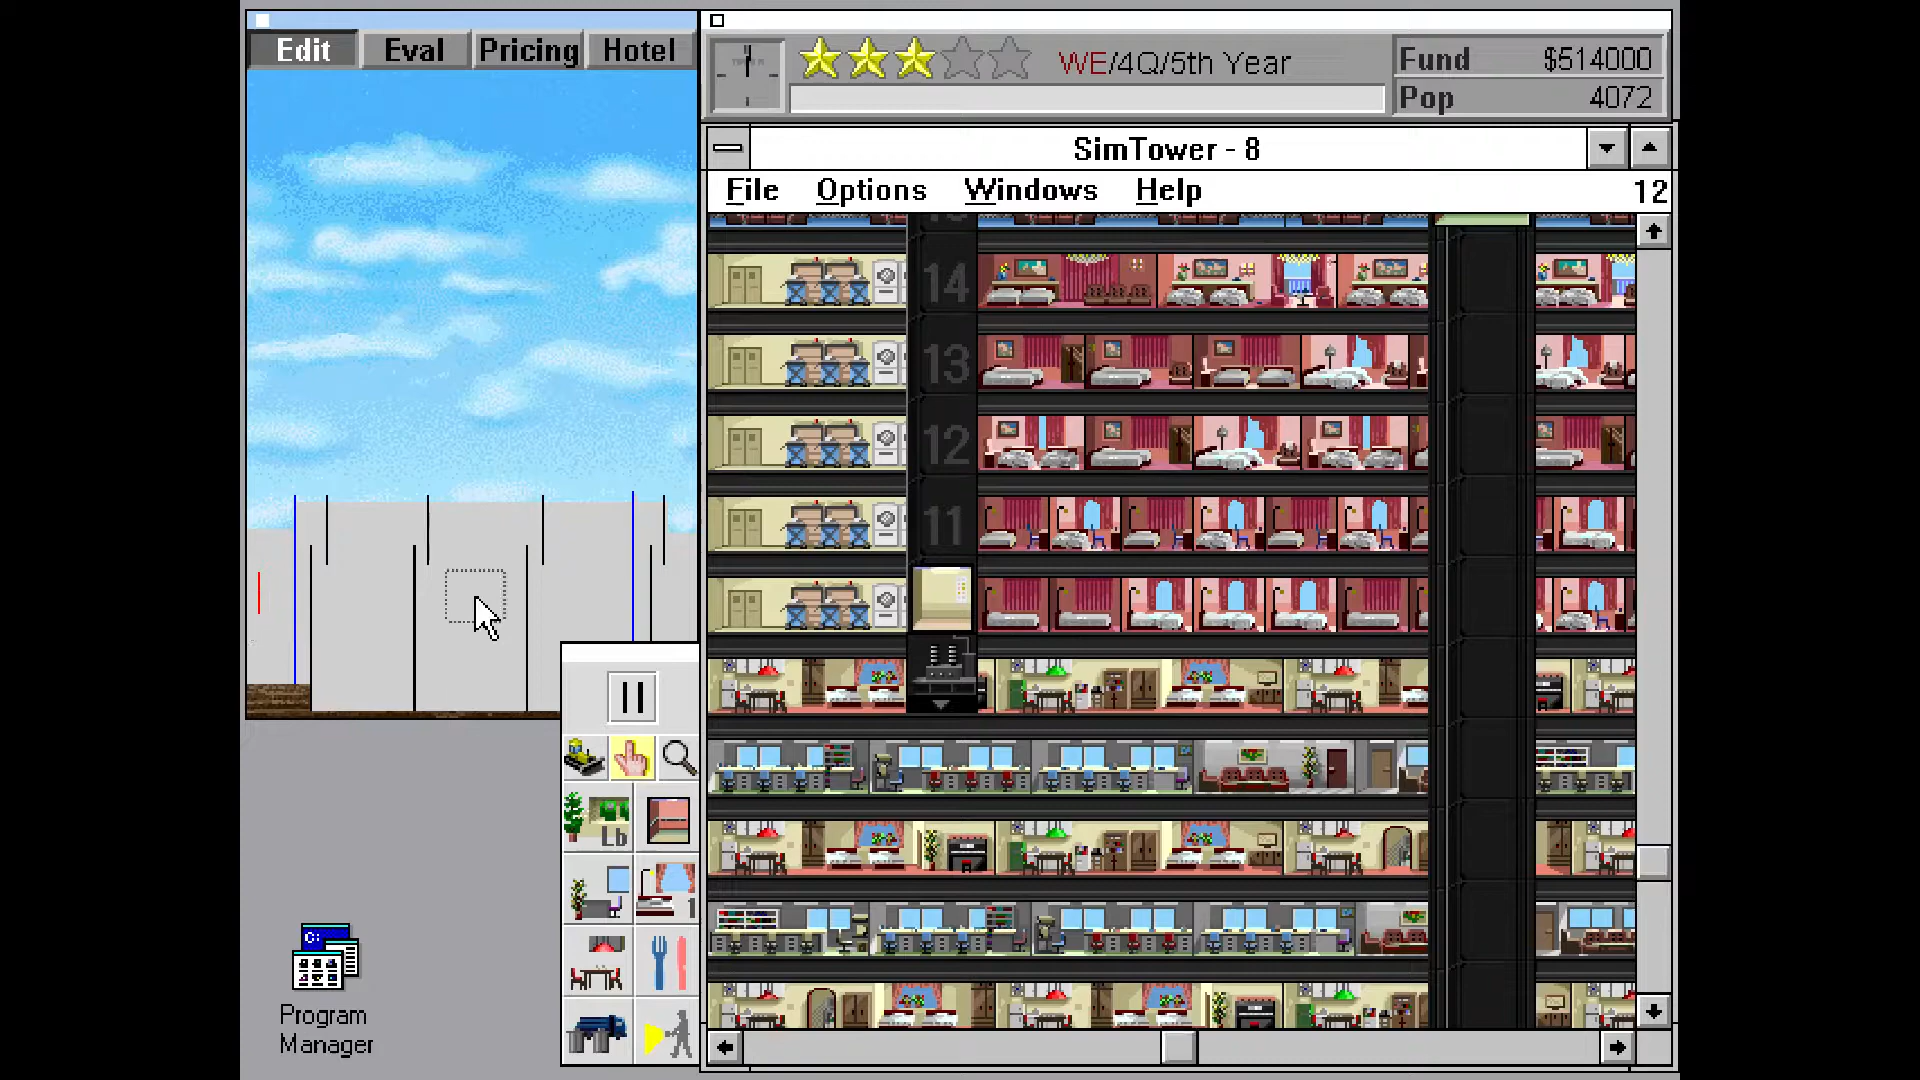 Edit Eval Pricing Hotel
WE/4Q/5th Year
Fund $514000
Pop 4072
SimTower - 8
File Options Windows Help 12
14
13
12
11
Lb
1
C:\
Program
Manager